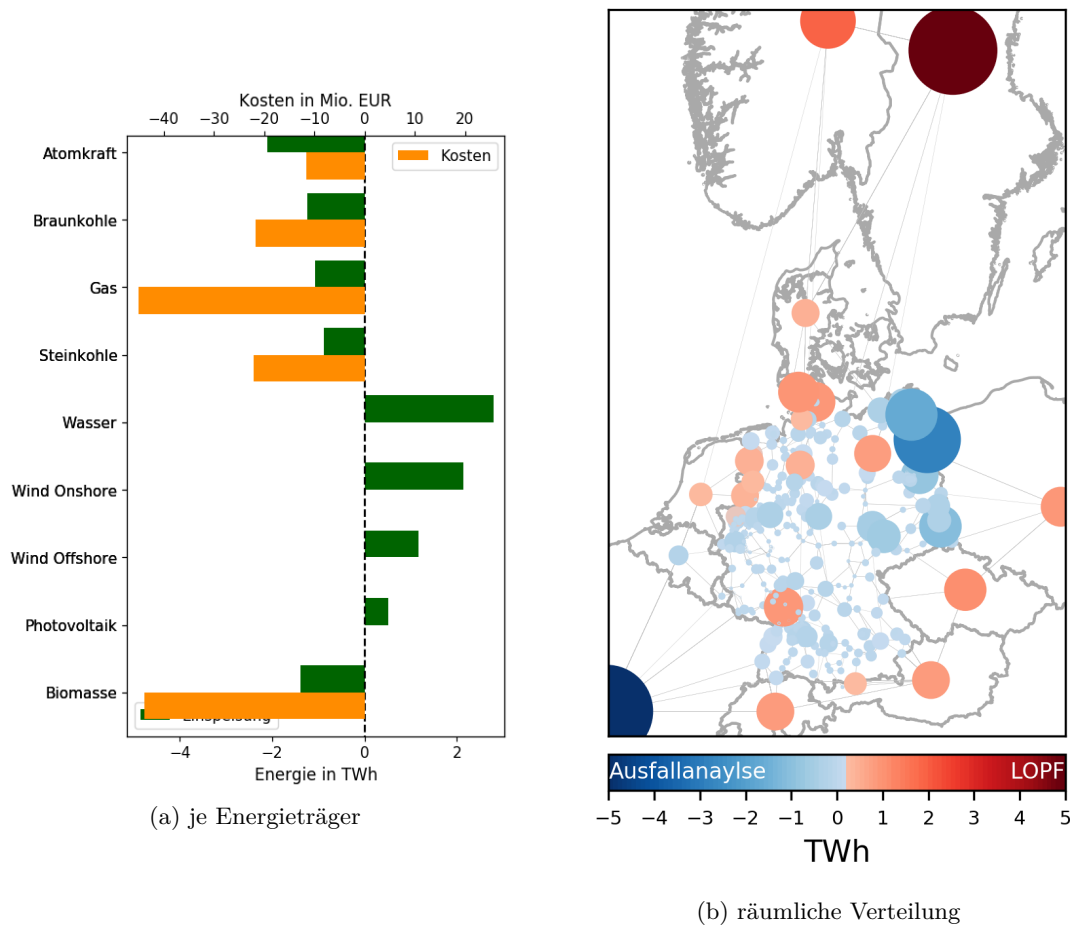 Kosten in Mio. EUR
−40 −30 −20 −10 0 10 20
Kosten
Atomkraft
Braunkohle
Gas
Steinkohle
Wasser
Wind Onshore
Wind Offshore
Photovoltaik
Biomasse
−4 −2 0 2
Energie in TWh
(a) je Energieträger
Ausfallanaylse LOPF
−5 −4 −3 −2 −1 0 1 2 3 4 5
TWh
(b) räumliche Verteilung